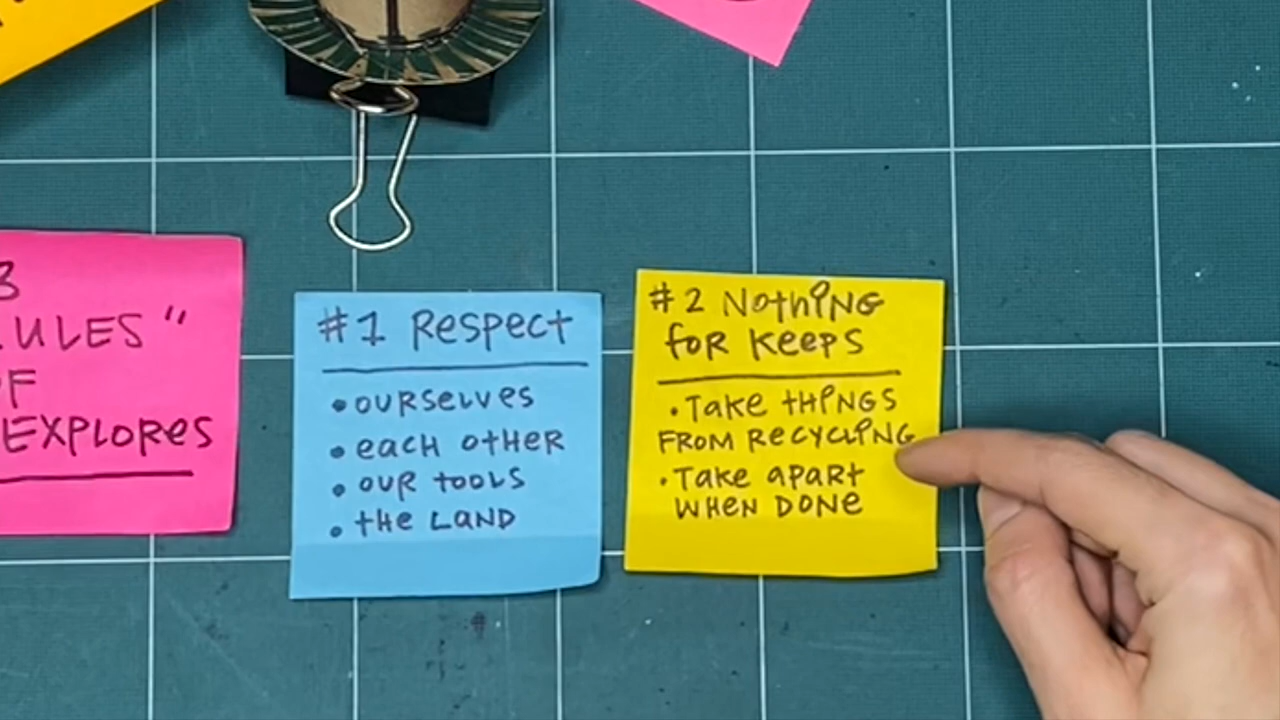 3
ULES"
F
EXPLORES
#1 Respect
• ourselves
• each other
• our tools
• the Land
#2 Nothing
for Keeps
• Take things
from recycling
• Take apart
when done